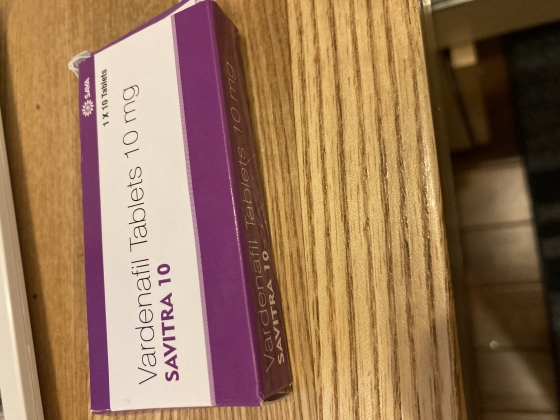 SAVA
1 X 10 Tablets
Vardenafil Tablets 10 mg
SAVITRA 10
Vardenafil Tablets 10 mg
SAVITRA 10